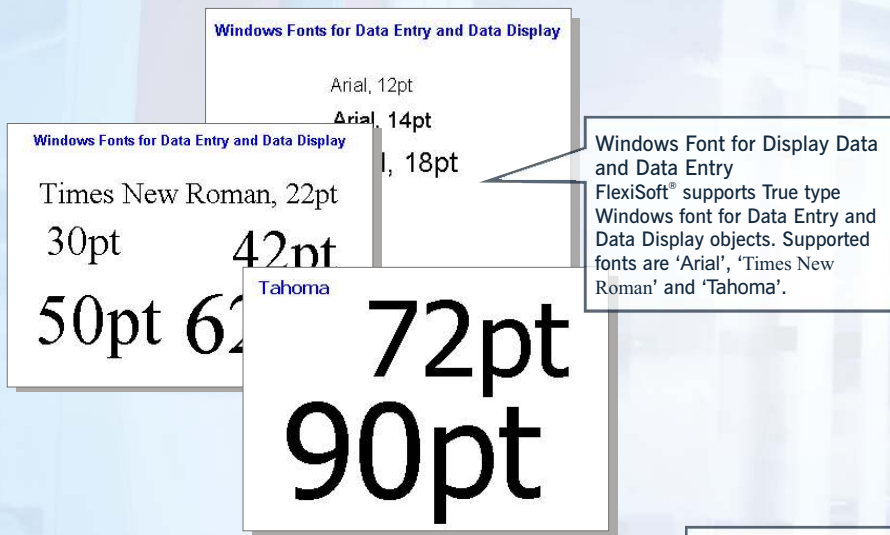 Windows Fonts for Data Entry and Data Display
Arial, 12pt
Arial, 14pt
l, 18pt
Windows Fonts for Data Entry and Data Display
Times New Roman, 22pt
30pt 42pt
50pt 62
Tahoma
72pt
90pt
Windows Font for Display Data
and Data Entry
FlexiSoft® supports True type
Windows font for Data Entry and
Data Display objects. Supported
fonts are ‘Arial’, ‘Times New
Roman’ and ‘Tahoma’.